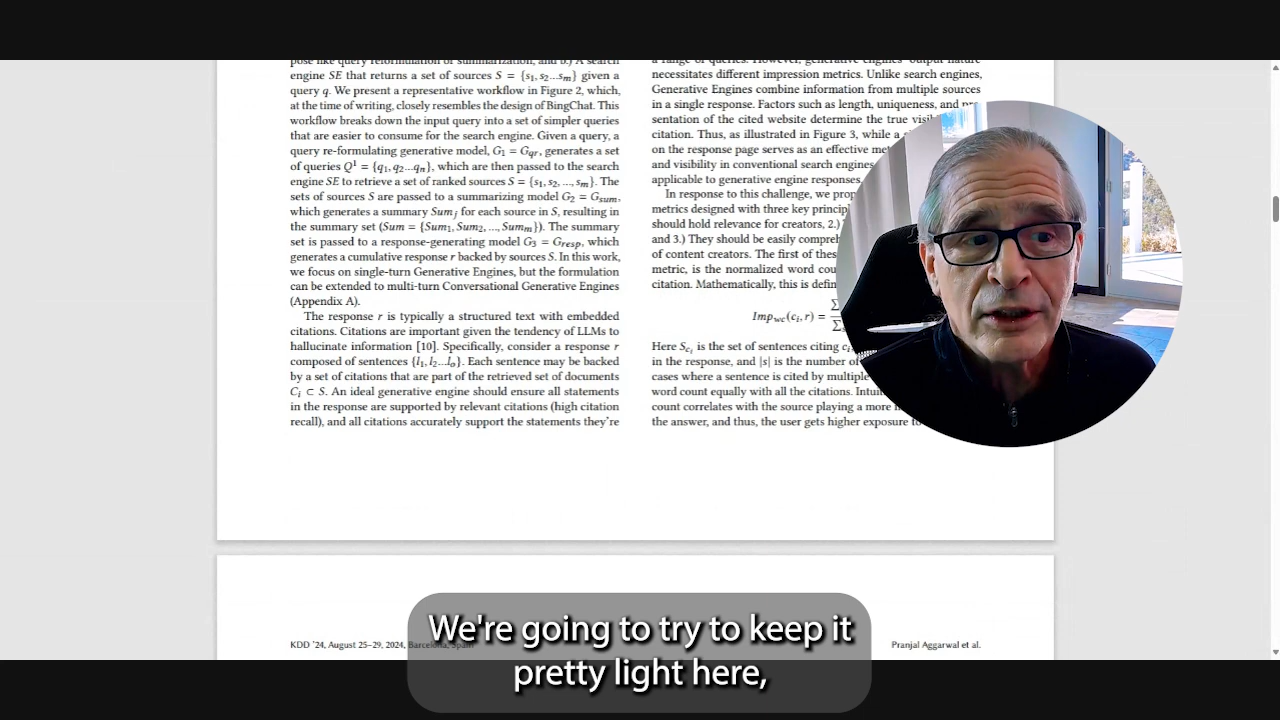 pose like query reformulation or summarization, and b.) A search
engine SE that returns a set of sources S = {s₁, s₂...sₘ} given a
query q. We present a representative workflow in Figure 2, which,
at the time of writing, closely resembles the design of BingChat. This
workflow breaks down the input query into a set of simpler queries
that are easier to consume for the search engine. Given a query, a
query re-formulating generative model, G₁ = G_qr, generates a set
of queries Q¹ = {q₁, q₂...qₙ}, which are then passed to the search
engine SE to retrieve a set of ranked sources S = {s₁, s₂, ..., sₘ}. The
sets of sources S are passed to a summarizing model G₂ = G_sum,
which generates a summary Sum_j for each source in S, resulting in
the summary set (Sum = {Sum₁, Sum₂, ..., Sumₘ}). The summary
set is passed to a response-generating model G₃ = G_resp, which
generates a cumulative response r backed by sources S. In this work,
we focus on single-turn Generative Engines, but the formulation
can be extended to multi-turn Conversational Generative Engines
(Appendix A).
The response r is typically a structured text with embedded
citations. Citations are important given the tendency of LLMs to
hallucinate information [10]. Specifically, consider a response r
composed of sentences {l₁, l₂...lₒ}. Each sentence may be backed
by a set of citations that are part of the retrieved set of documents
C_i ⊂ S. An ideal generative engine should ensure all statements
in the response are supported by relevant citations (high citation
recall), and all citations accurately support the statements they're
a range of queries. However, generative engines' output nature
necessitates different impression metrics. Unlike search engines,
Generative Engines combine information from multiple sources
in a single response. Factors such as length, uniqueness, and pre-
sentation of the cited website determine the true
citation. Thus, as illustrated in Figure 3, while a
on the response page serves as an effective
and visibility in conventional search engines
applicable to generative engine responses.
In response to this challenge, we
metrics designed with three key
should hold relevance for creators, 2.)
and 3.) They should be easily
of content creators. The first of
metric, is the normalized word
citation. Mathematically, this is
Imp_wc(c_i, r) = Σ
Σ
Here S_ci is the set of sentences citing
in the response, and |s| is the number of
cases where a sentence is cited by multiple
word count equally with all the citations.
count correlates with the source playing a more
the answer, and thus, the user gets higher exposure
KDD '24, August 25–29, 2024, Barcelona, Spain
Pranjal Aggarwal et al.
We're going to try to keep it
pretty light here,